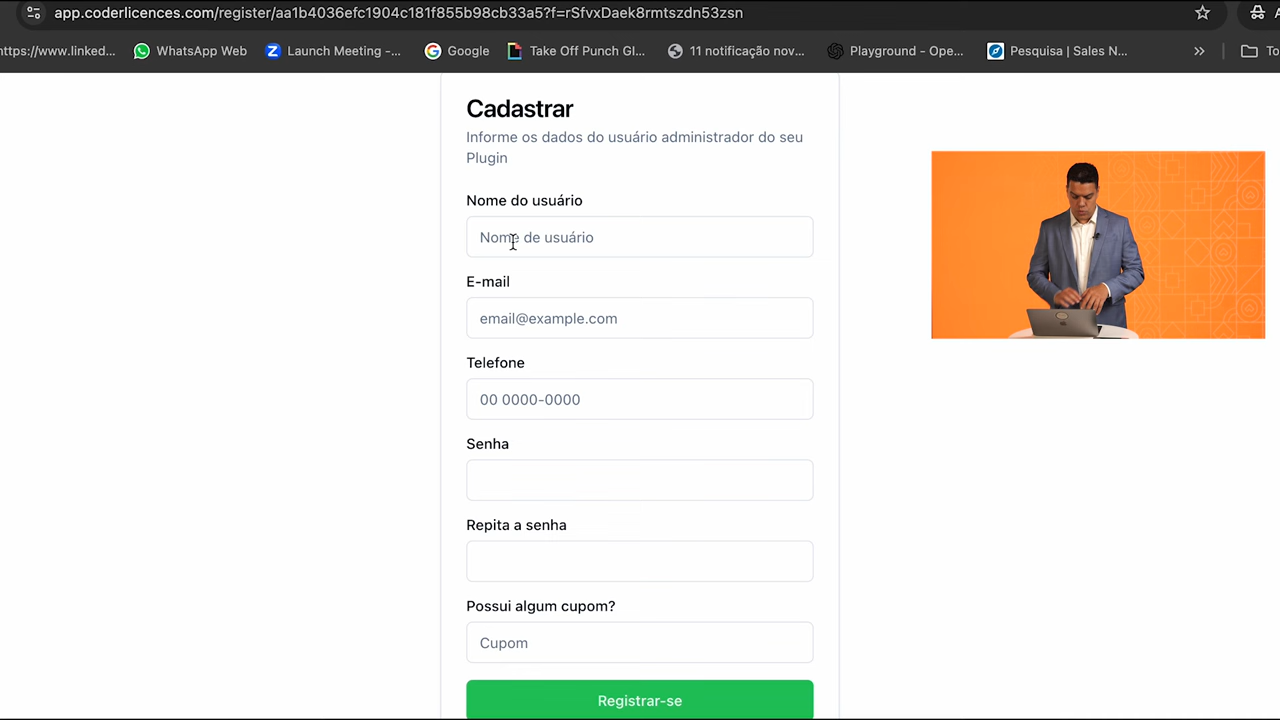 app.coderlicences.com/register/aa1b4036efc1904c181f855b98cb33a5?f=rSfvxDaek8rmtszdn53zsn
https://www.linked... WhatsApp Web Launch Meeting -... Google Take Off Punch GI... 11 notificação nov... Playground - Ope... Pesquisa | Sales N... » To
Cadastrar
Informe os dados do usuário administrador do seu
Plugin
Nome do usuário
Nome de usuário
E-mail
email@example.com
Telefone
00 0000-0000
Senha
Repita a senha
Possui algum cupom?
Cupom
Registrar-se